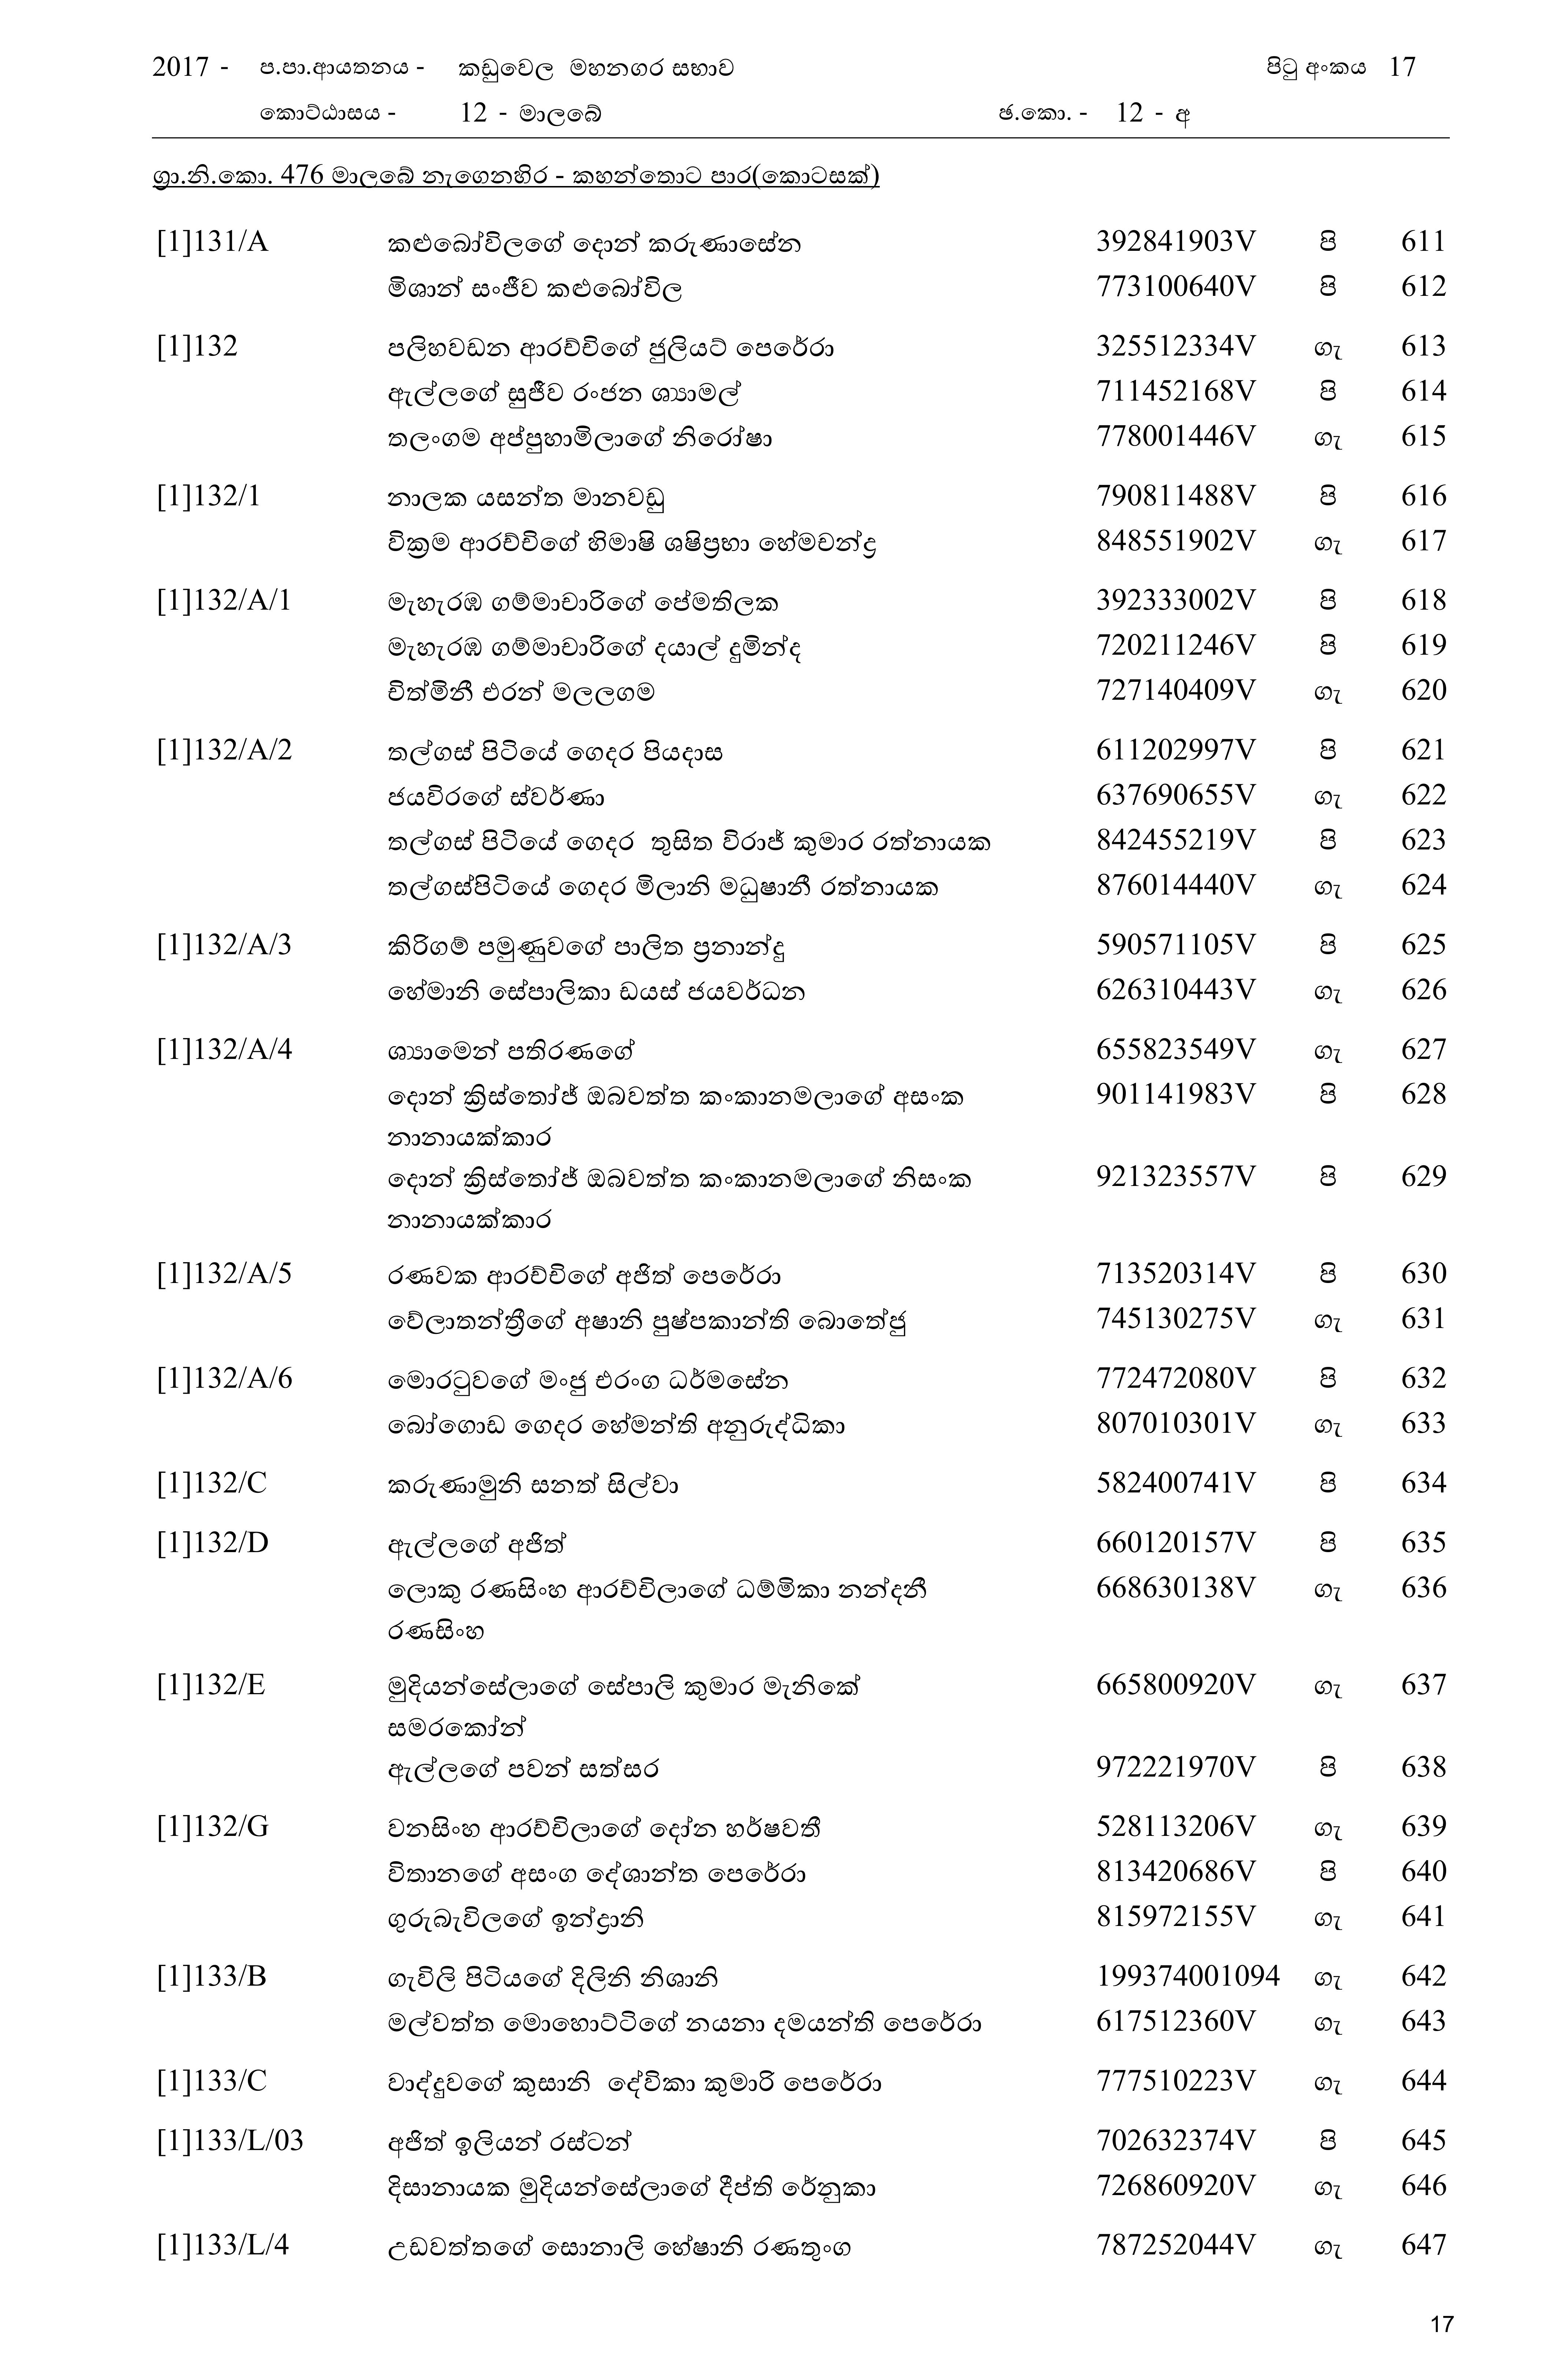 2017 - ප.පා.ආයතනය - කඩුවෙල මහනගර සභාව පිටු අංකය 17
කොට්ඨාසය - 12 - මාලබේ ඡ.කො. - 12 - අ
ග්‍රා.නි.කො. 476 මාලබේ නැගෙනහිර - කහන්තොට පාර(කොටසක්)
[1]131/A කළුබෝවිලගේ දොන් කරුණාසේන 392841903V පි 611
මිශාන් සංජීව කළුබෝවිල 773100640V පි 612
[1]132 පලිහවඩන ආරච්චිගේ ජුලියට් පෙරේරා 325512334V ගැ 613
ඇල්ලගේ සුජීව රංජන ශ්‍යාමල් 711452168V පි 614
තලංගම අප්පුහාමිලාගේ නිරෝෂා 778001446V ගැ 615
[1]132/1 නාලක යසන්ත මානවඩු 790811488V පි 616
වික්‍රම ආරච්චිගේ හිමාෂි ශෂිප්‍රභා හේමචන්ද්‍ර 848551902V ගැ 617
[1]132/A/1 මැහැරඹ ගම්මාචාරිගේ පේමතිලක 392333002V පි 618
මැහැරඹ ගම්මාචාරිගේ දයාල් දුමින්ද 720211246V පි 619
චිත්මිනී එරන් මලලගම 727140409V ගැ 620
[1]132/A/2 තල්ගස් පිටියේ ගෙදර පියදාස 611202997V පි 621
ජයවිරගේ ස්වර්ණා 637690655V ගැ 622
තල්ගස් පිටියේ ගෙදර තුසිත විරාජ් කුමාර රත්නායක 842455219V පි 623
තල්ගස්පිටියේ ගෙදර මිලානි මධුෂානී රත්නායක 876014440V ගැ 624
[1]132/A/3 කිරිගම් පමුණුවගේ පාලිත ප්‍රනාන්දු 590571105V පි 625
හේමානි සේපාලිකා ඩයස් ජයවර්ධන 626310443V ගැ 626
[1]132/A/4 ශ්‍යාමෙන් පතිරණගේ 655823549V ගැ 627
දොන් ක්‍රිස්තෝජ් ඔබවත්ත කංකානමලාගේ අසංක 901141983V පි 628
නානායක්කාර
දොන් ක්‍රිස්තෝජ් ඔබවත්ත කංකානමලාගේ නිසංක 921323557V පි 629
නානායක්කාර
[1]132/A/5 රණවක ආරච්චිගේ අජිත් පෙරේරා 713520314V පි 630
වේලාතන්ත්‍රීගේ අෂානි පුෂ්පකාන්ති බොතේජු 745130275V ගැ 631
[1]132/A/6 මොරටුවගේ මංජු එරංග ධර්මසේන 772472080V පි 632
බෝගොඩ ගෙදර හේමන්ති අනුරුද්ධිකා 807010301V ගැ 633
[1]132/C කරුණාමුනි සනත් සිල්වා 582400741V පි 634
[1]132/D ඇල්ලගේ අජිත් 660120157V පි 635
ලොකු රණසිංහ ආරච්චිලාගේ ධම්මිකා නන්දනී 668630138V ගැ 636
රණසිංහ
[1]132/E මුදියන්සේලාගේ සේපාලි කුමාර මැනිකේ 665800920V ගැ 637
සමරකෝන්
ඇල්ලගේ පවන් සත්සර 972221970V පි 638
[1]132/G වනසිංහ ආරච්චිලාගේ දෝන හර්ෂවතී 528113206V ගැ 639
විතානගේ අසංග දේශාන්ත පෙරේරා 813420686V පි 640
ගුරුබැවිලගේ ඉන්ද්‍රානි 815972155V ගැ 641
[1]133/B ගැවිලි පිටියගේ දිලිනි නිශානි 199374001094 ගැ 642
මල්වත්ත මොහොට්ටිගේ නයනා දමයන්ති පෙරේරා 617512360V ගැ 643
[1]133/C වාද්දුවගේ කුසානි දේවිකා කුමාරි පෙරේරා 777510223V ගැ 644
[1]133/L/03 අජිත් ඉලියන් රස්ටන් 702632374V පි 645
දිසානායක මුදියන්සේලාගේ දීප්ති රේනුකා 726860920V ගැ 646
[1]133/L/4 උඩවත්තගේ සොනාලි හේෂානි රණතුංග 787252044V ගැ 647
17